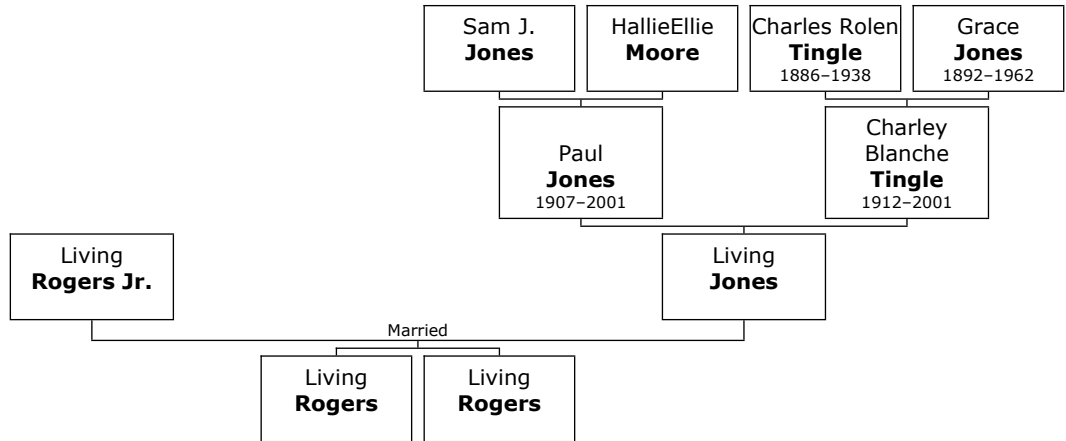 Sam J.
Jones
HallieEllie
Moore
Charles Rolen
Tingle
1886–1938
Grace
Jones
1892–1962
Paul
Jones
1907–2001
Charley
Blanche
Tingle
1912–2001
Living
Rogers Jr.
Living
Jones
Married
Living
Rogers
Living
Rogers